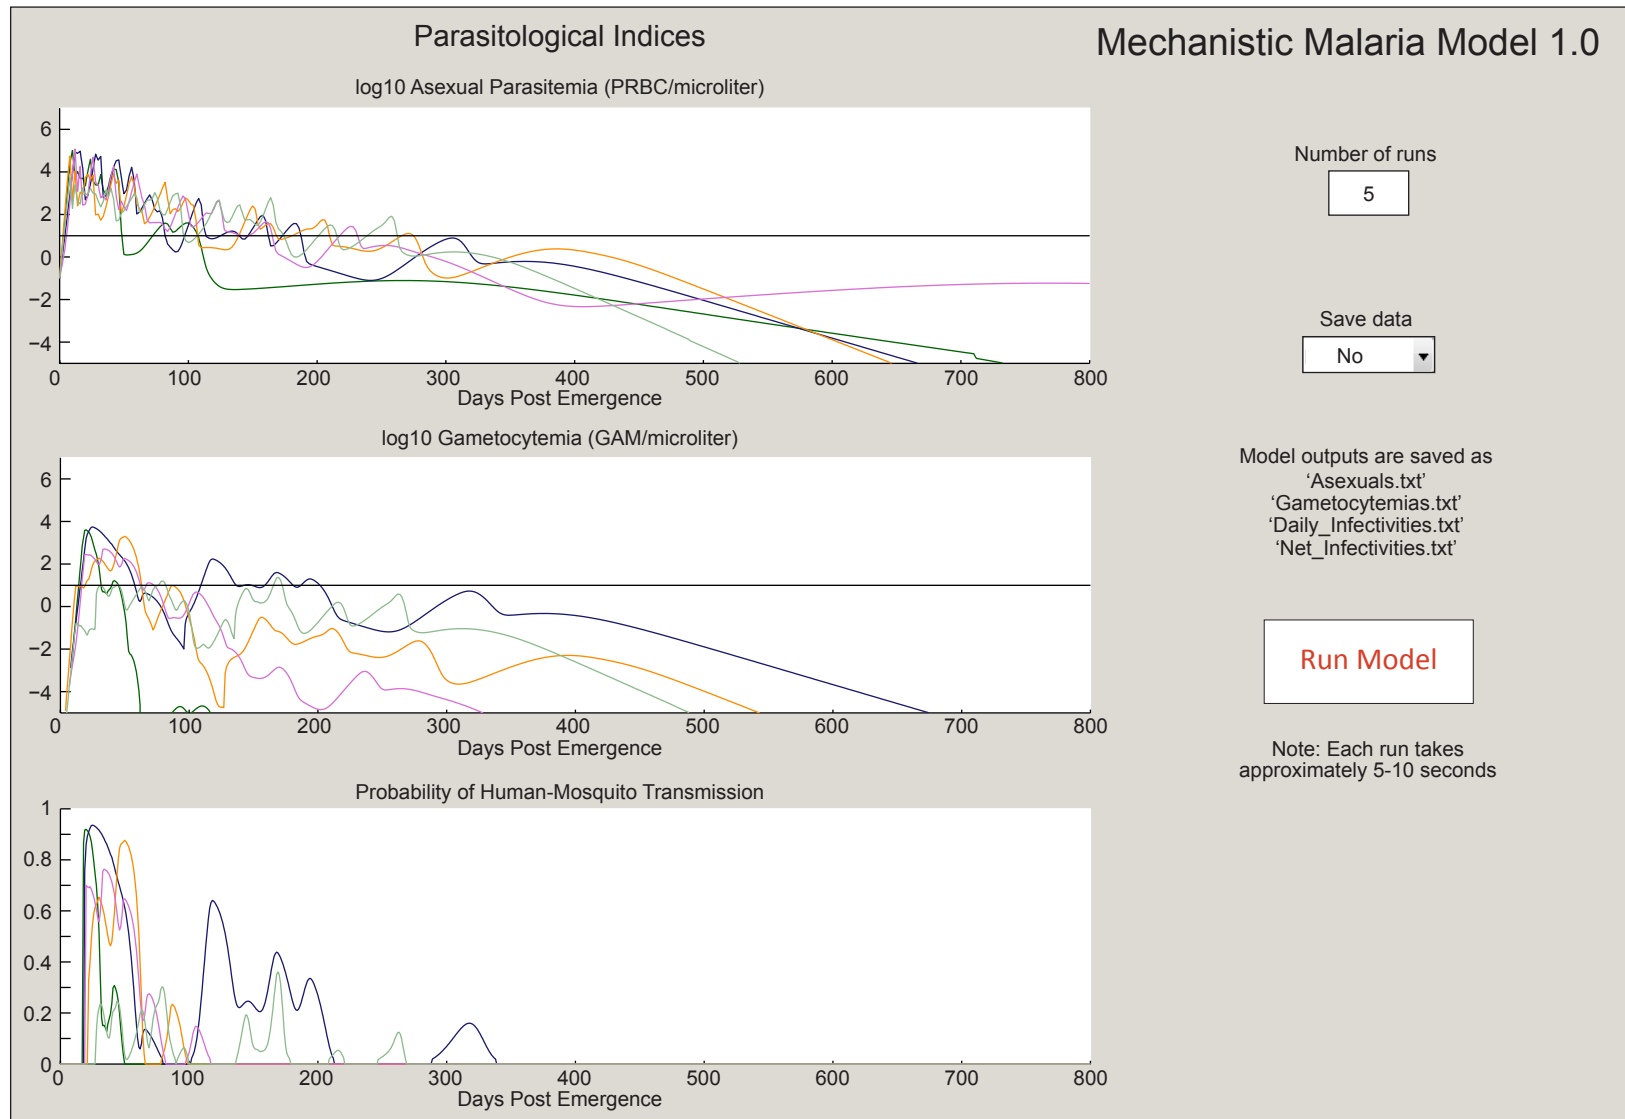 Parasitological Indices
Mechanistic Malaria Model 1.0
log10 Asexual Parasitemia (PRBC/microliter)
6
4
2
0
−2
−4
0 100 200 300 400 500 600 700 800
Days Post Emergence
log10 Gametocytemia (GAM/microliter)
6
4
2
0
−2
−4
0 100 200 300 400 500 600 700 800
Days Post Emergence
Probability of Human-Mosquito Transmission
1
0.8
0.6
0.4
0.2
0
0 100 200 300 400 500 600 700 800
Days Post Emergence
Number of runs
5
Save data
No
Model outputs are saved as
‘Asexuals.txt’
‘Gametocytemias.txt’
‘Daily_Infectivities.txt’
‘Net_Infectivities.txt’
Run Model
Note: Each run takes
approximately 5-10 seconds